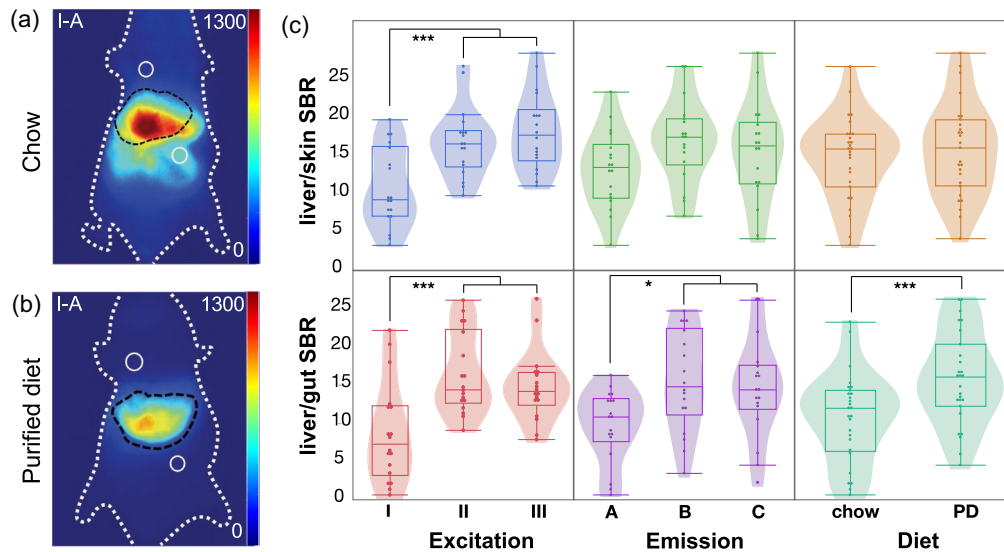 (a)
I-A
1300
Chow
0
(b)
I-A
1300
Purified diet
0
(c)
liver/skin SBR
25
20
15
10
5
0
***
liver/gut SBR
25
20
15
10
5
0
***
*
***
I II III A B C chow PD
Excitation Emission Diet